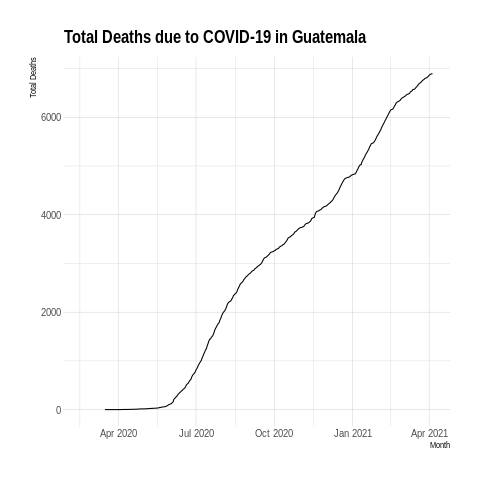 Total Deaths due to COVID-19 in Guatemala
Total Deaths
6000
4000
2000
0
Apr 2020 Jul 2020 Oct 2020 Jan 2021 Apr 2021
Month